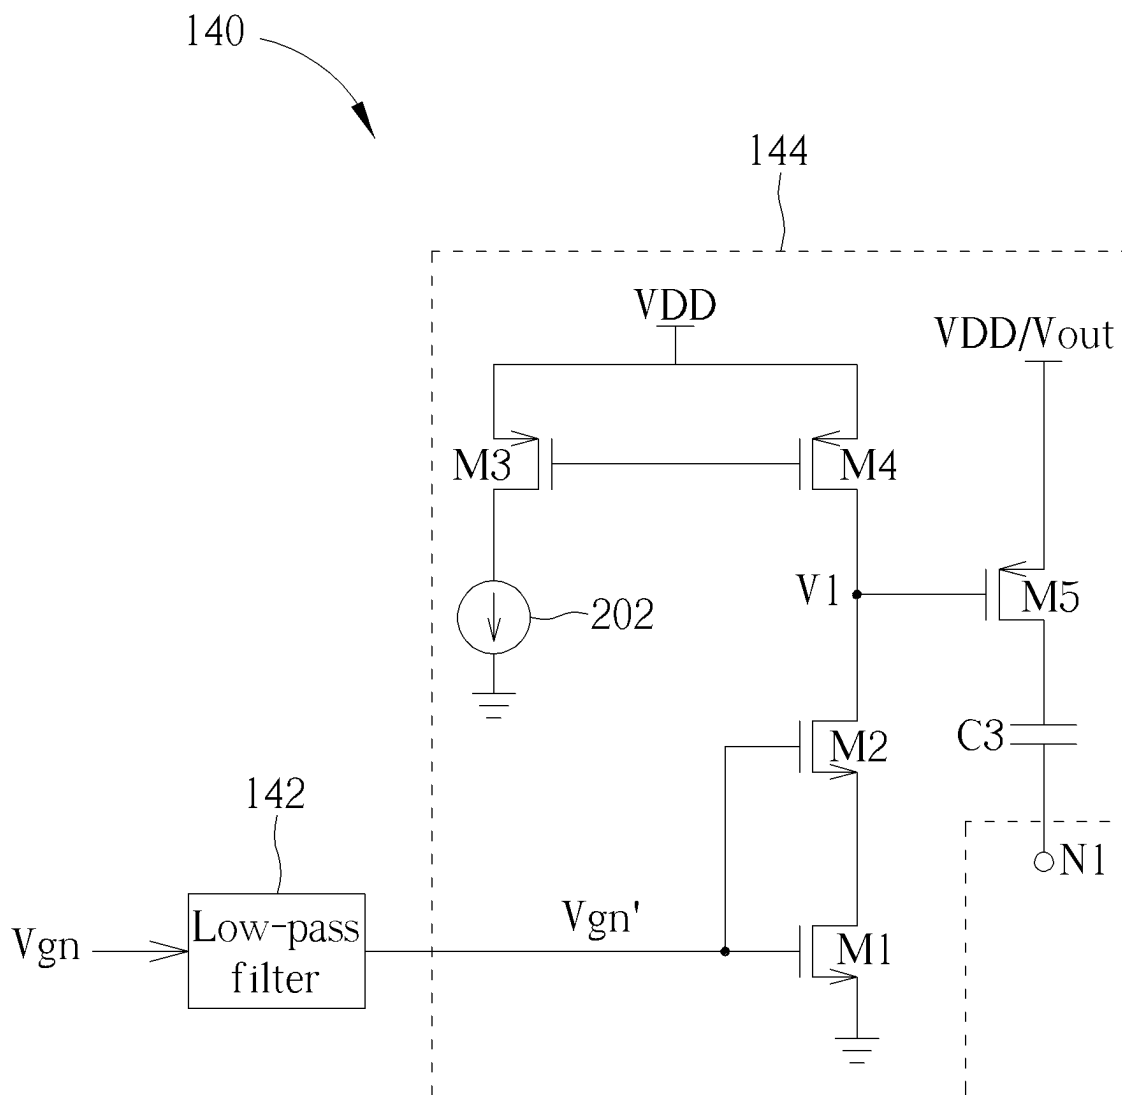 140
144
VDD
VDD/Vout
M3
M4
V1
M5
202
C3
M2
142
N1
Vgn
Low-pass
filter
Vgn'
M1